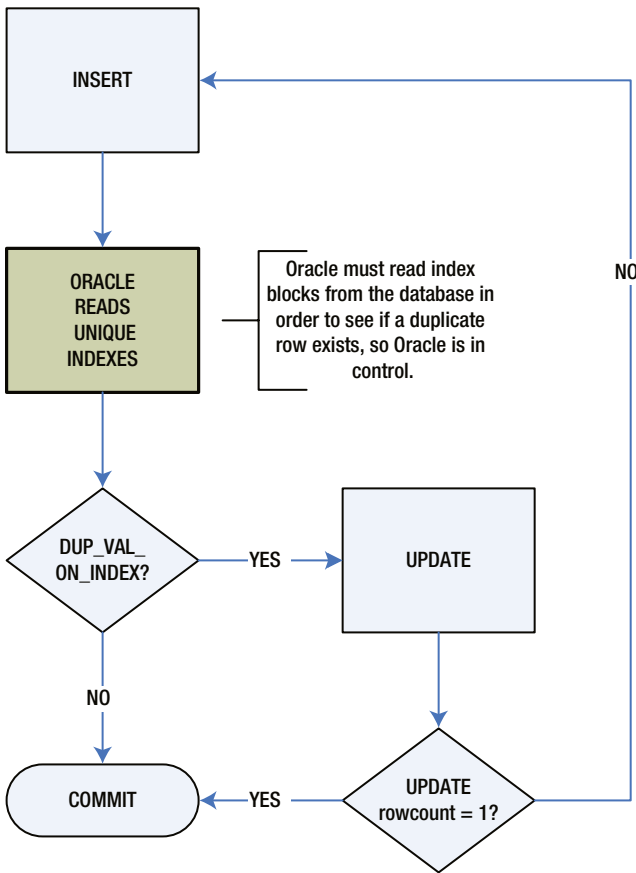 INSERT
ORACLE
READS
UNIQUE
INDEXES
Oracle must read index
blocks from the database in
order to see if a duplicate
row exists, so Oracle is in
control.
NO
DUP_VAL_
ON_INDEX?
YES
UPDATE
NO
COMMIT
YES
UPDATE
rowcount = 1?